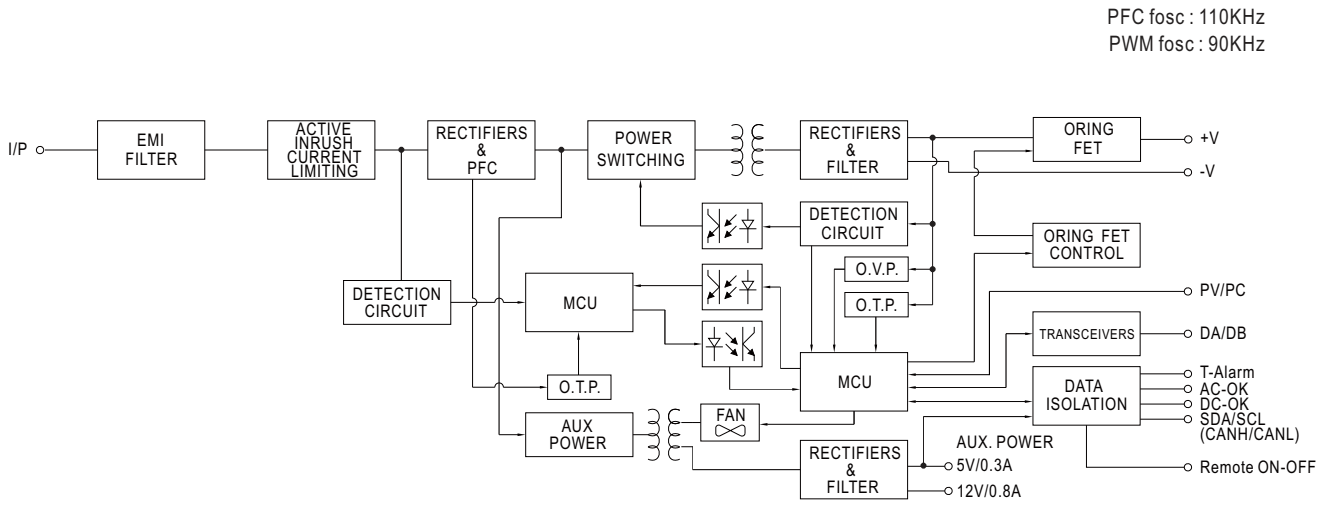 PFC fosc : 110KHz
PWM fosc : 90KHz
I/P
EMI
FILTER
ACTIVE
INRUSH
CURRENT
LIMITING
RECTIFIERS
&
PFC
POWER
SWITCHING
RECTIFIERS
&
FILTER
ORING
FET
+V
-V
DETECTION
CIRCUIT
ORING FET
CONTROL
O.V.P.
O.T.P.
DETECTION
CIRCUIT
MCU
PV/PC
TRANSCEIVERS
DA/DB
O.T.P.
MCU
DATA
ISOLATION
T-Alarm
AC-OK
DC-OK
SDA/SCL
(CANH/CANL)
AUX
POWER
FAN
RECTIFIERS
&
FILTER
AUX. POWER
5V/0.3A
12V/0.8A
Remote ON-OFF